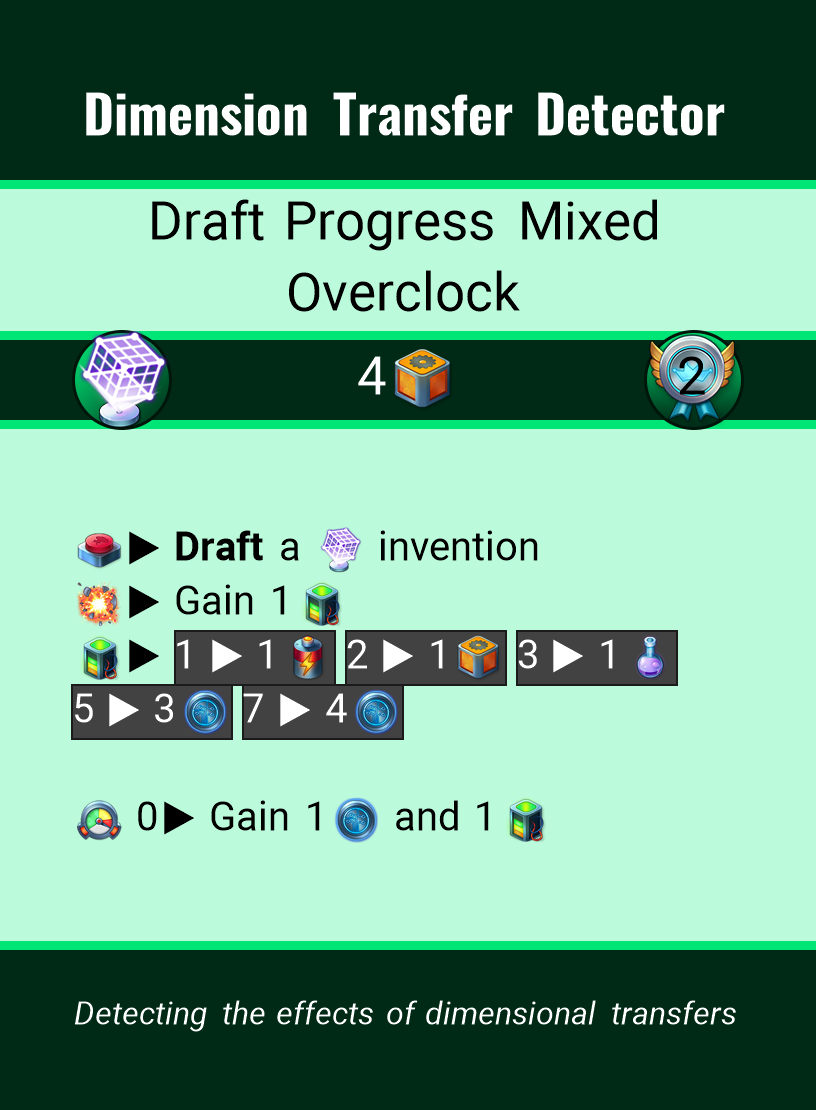 Dimension Transfer Detector
Draft Progress Mixed
Overclock
4
2
Draft a invention
Gain 1
1 ▶ 1 2 ▶ 1 3 ▶ 1
5 ▶ 3 7 ▶ 4
0▶ Gain 1 and 1
Detecting the effects of dimensional transfers